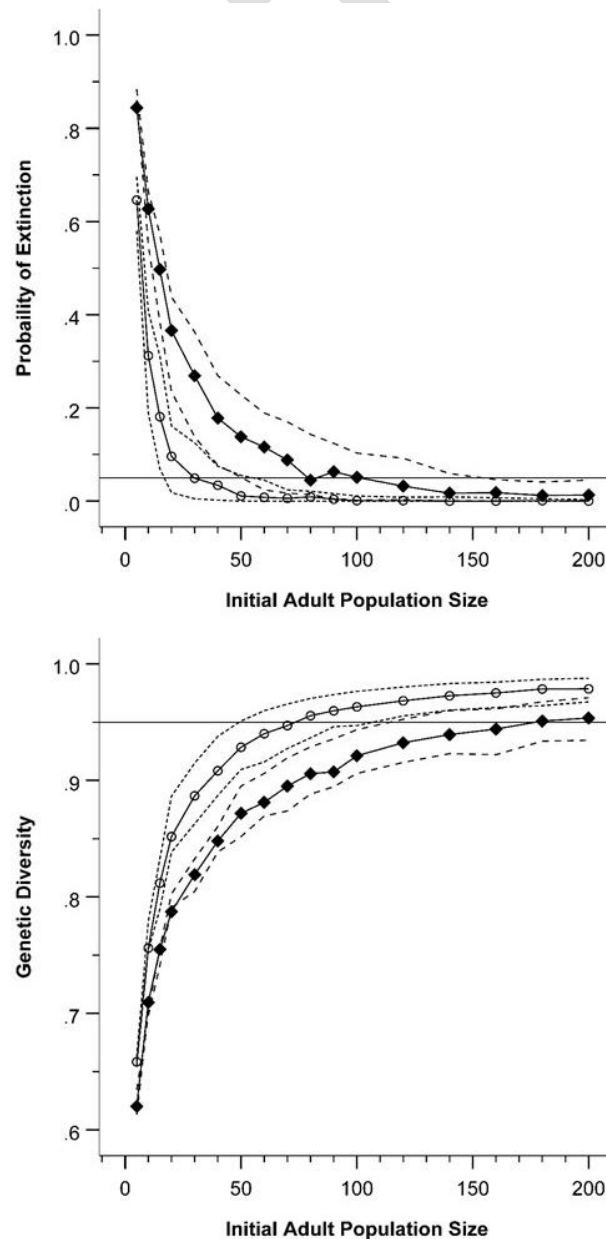 1.0
.8
.6
.4
.2
.0
Probaility of Extinction
0 50 100 150 200
Initial Adult Population Size
1.0
.9
.8
.7
.6
Genetic Diversity
0 50 100 150 200
Initial Adult Population Size